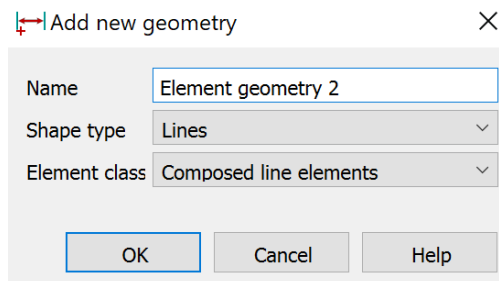 Add new geometry
Name Element geometry 2
Shape type Lines
Element class Composed line elements
OK Cancel Help